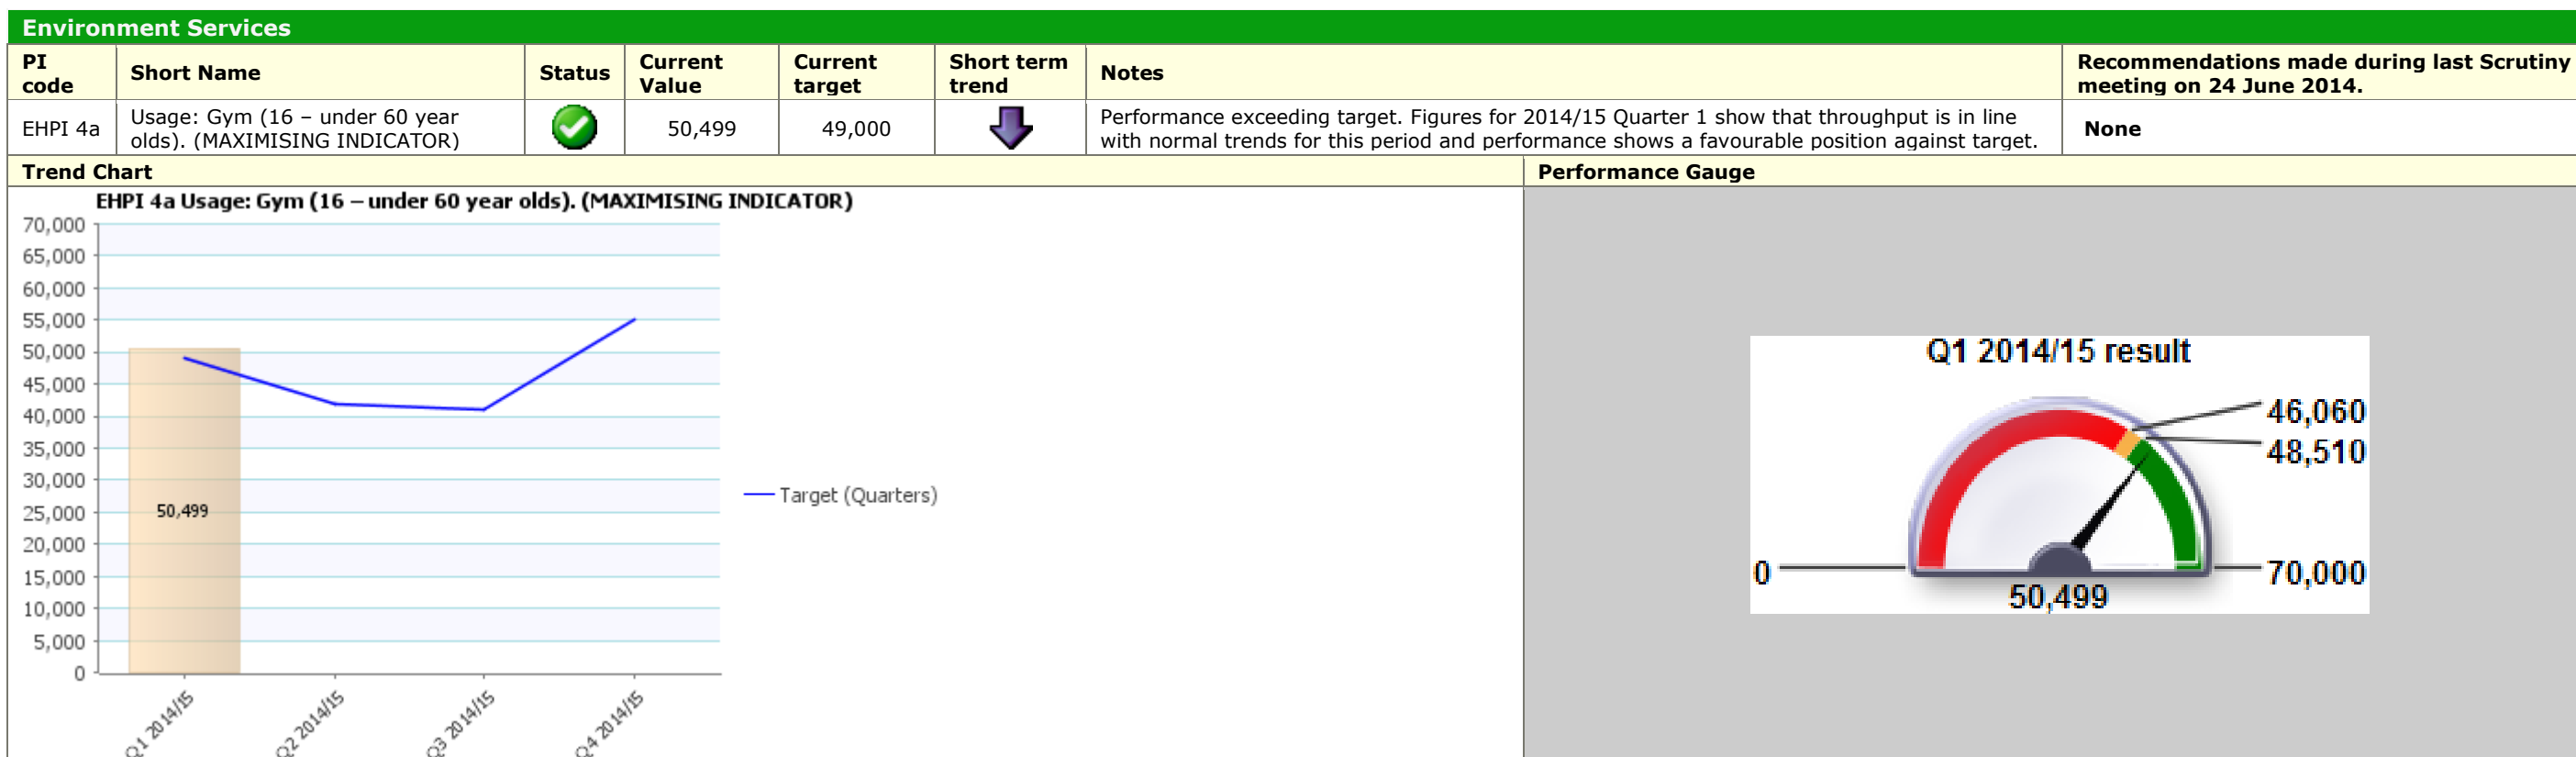 Environment Services
PI code
Short Name
Status
Current Value
Current target
Short term trend
Notes
Recommendations made during last Scrutiny
meeting on 24 June 2014.
EHPI 4a
Usage: Gym (16 – under 60 year
olds). (MAXIMISING INDICATOR)
50,499
49,000
Performance exceeding target. Figures for 2014/15 Quarter 1 show that throughput is in line
with normal trends for this period and performance shows a favourable position against target.
None
Trend Chart
Performance Gauge
EHPI 4a Usage: Gym (16 – under 60 year olds). (MAXIMISING INDICATOR)
70,000
65,000
60,000
55,000
50,000
45,000
40,000
35,000
30,000
25,000
20,000
15,000
10,000
5,000
0
50,499
Q1 2014/15
Q2 2014/15
Q3 2014/15
Q4 2014/15
Target (Quarters)
Q1 2014/15 result
46,060
48,510
0
70,000
50,499